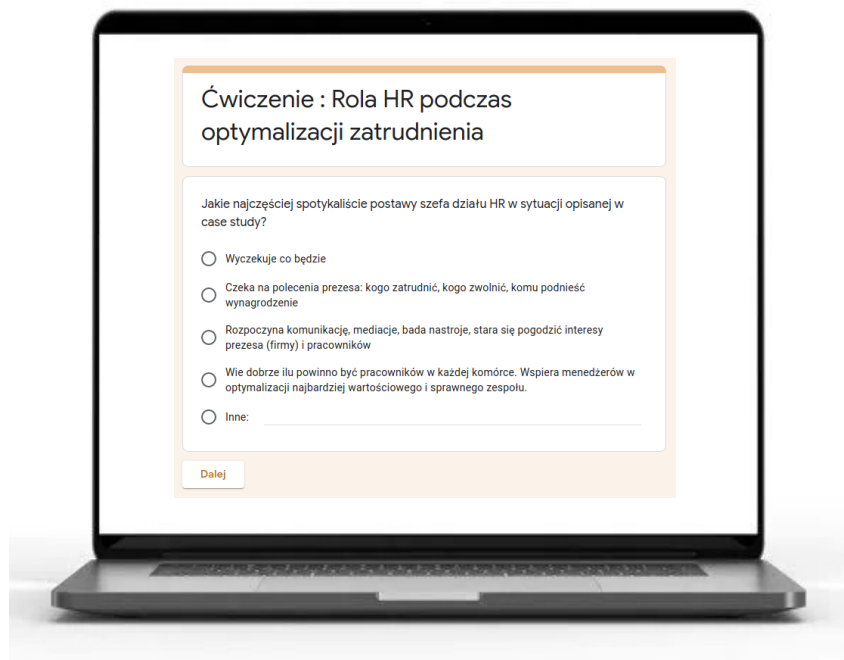 Ćwiczenie : Rola HR podczas
optymalizacji zatrudnienia
Jakie najczęściej spotykaliście postawy szefa działu HR w sytuacji opisanej w
case study?
Wyczekuje co będzie
Czeka na polecenia prezesa: kogo zatrudnić, kogo zwolnić, komu podnieść
wynagrodzenie
Rozpoczyna komunikację, mediacje, bada nastroje, stara się pogodzić interesy
prezesa (firmy) i pracowników
Wie dobrze ilu powinno być pracowników w każdej komórce. Wspiera menedżerów w
optymalizacji najbardziej wartościowego i sprawnego zespołu.
Inne:
Dalej